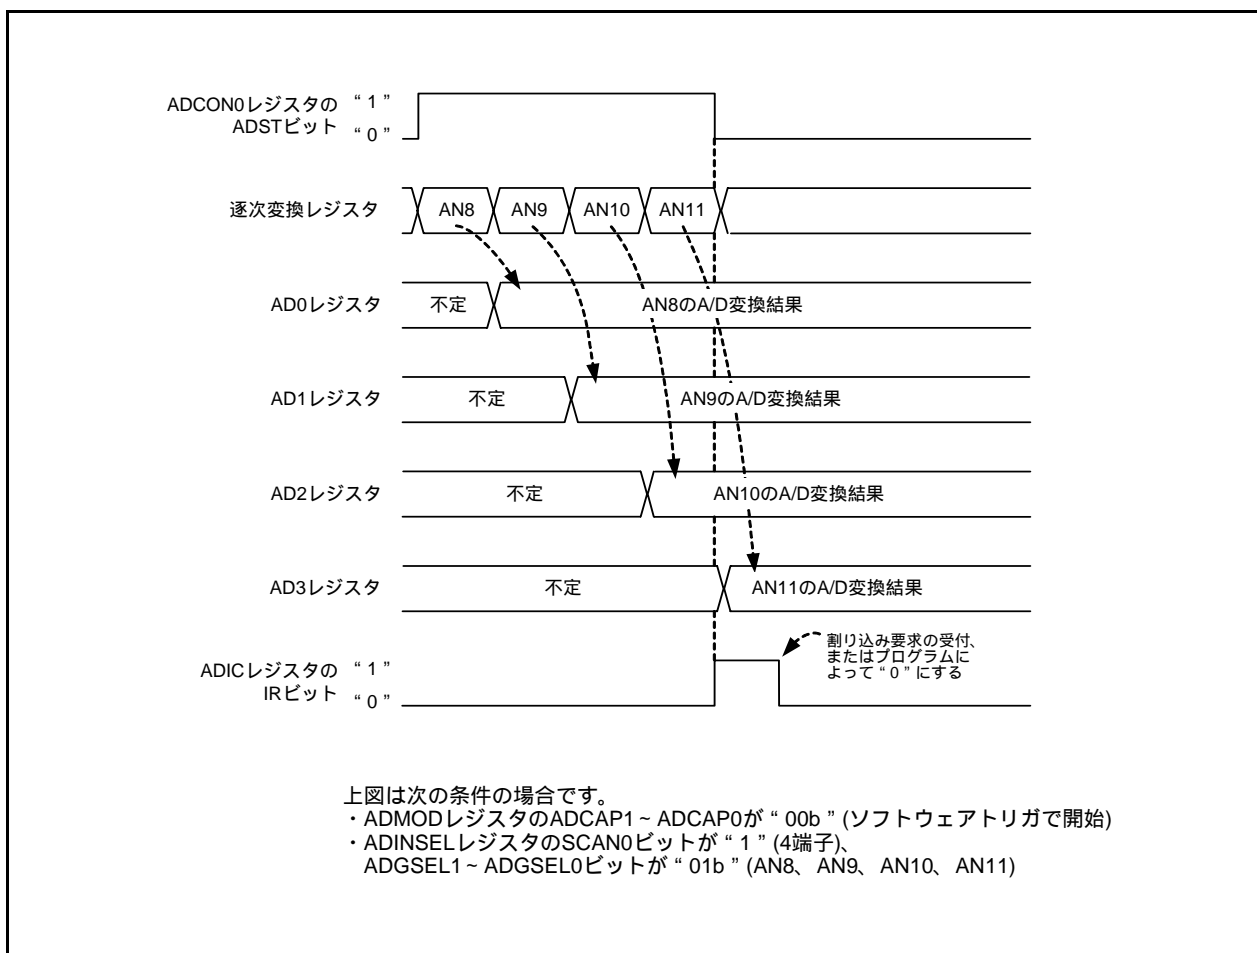 ADCON0レジスタの “ 1 ”
ADSTビット “ 0 ”
逐次変換レジスタ AN8 AN9 AN10 AN11
AD0レジスタ 不定 AN8のA/D変換結果
AD1レジスタ 不定 AN9のA/D変換結果
AD2レジスタ 不定 AN10のA/D変換結果
AD3レジスタ 不定 AN11のA/D変換結果
割り込み要求の受付、
またはプログラムに
よって “ 0 ” にする
ADICレジスタの “ 1 ”
IRビット “ 0 ”
上図は次の条件の場合です。
・ADMODレジスタのADCAP1~ADCAP0が “ 00b ” (ソフトウェアトリガで開始)
・ADINSELレジスタのSCAN0ビットが “ 1 ” (4端子)、
ADGSEL1~ADGSEL0ビットが “ 01b ” (AN8、AN9、AN10、AN11)